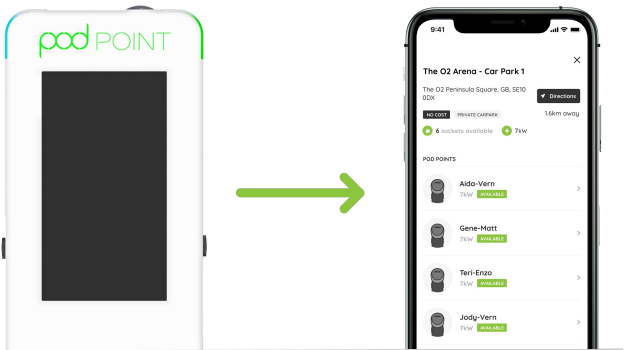 pod POINT
9:41
The O2 Arena - Car Park 1
The O2 Peninsula Square, GB, SE10
0DX
Directions
NO COST
PRIVATE CARPARK
1.6km away
6 sockets available
7kW
POD POINTS
Aida-Vern
7kW AVAILABLE
Gene-Matt
7kW AVAILABLE
Teri-Enzo
7kW AVAILABLE
Jody-Vern
7kW AVAILABLE